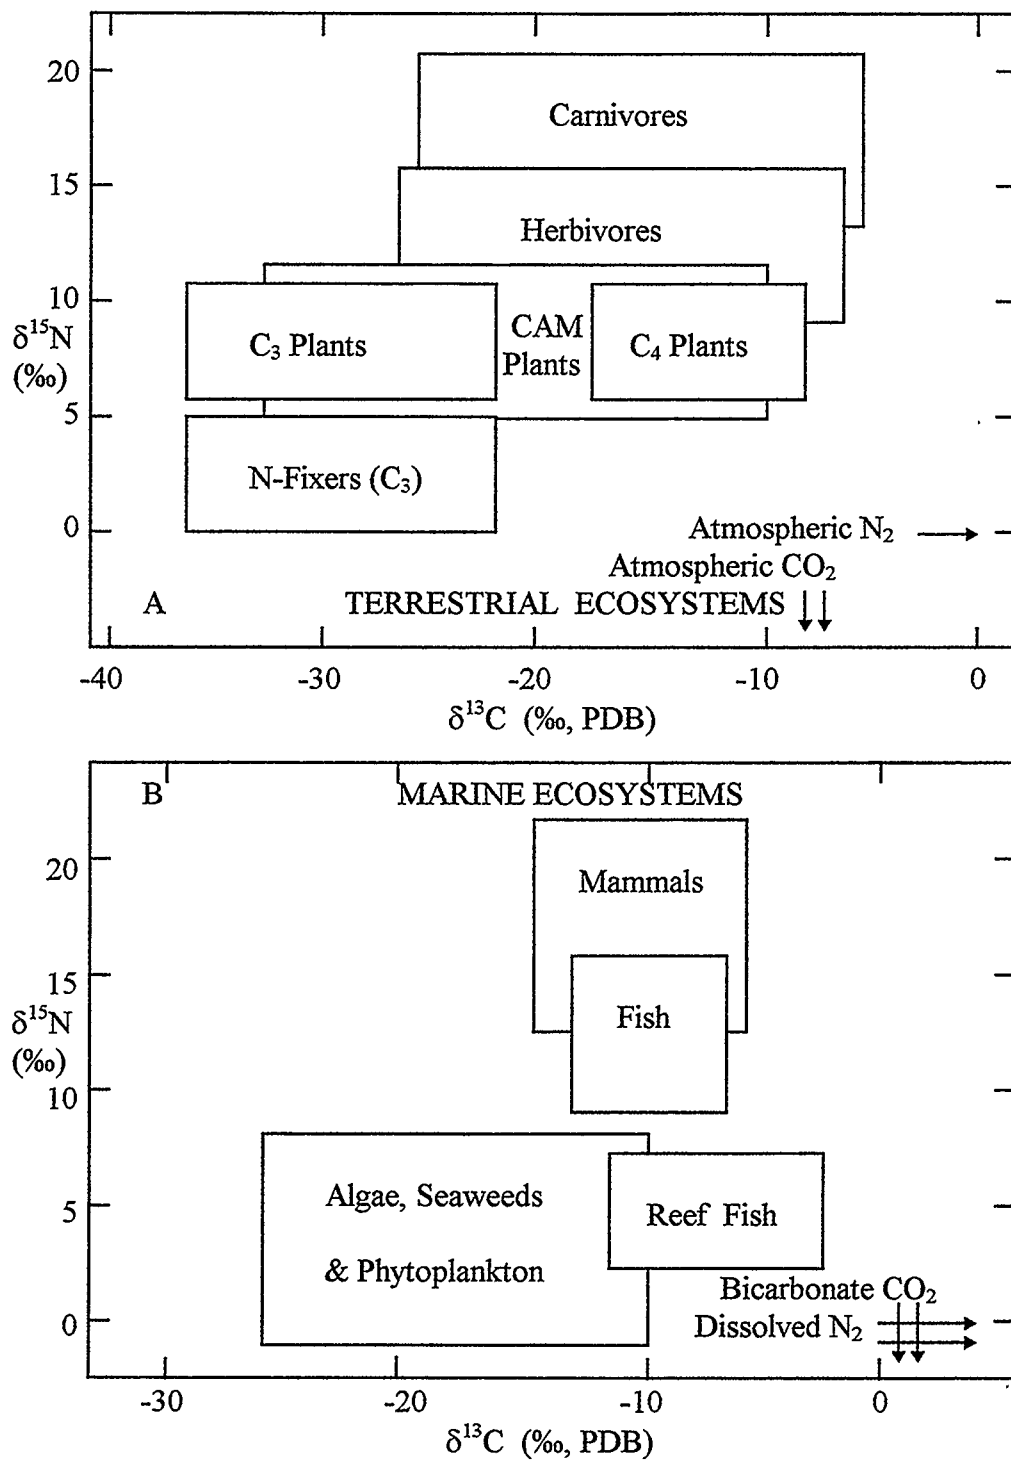 20
Carnivores
15
Herbivores
10
δ¹⁵N
(‰)
C₃ Plants
CAM
Plants
C₄ Plants
5
N-Fixers (C₃)
0
Atmospheric N₂
Atmospheric CO₂
A
TERRESTRIAL ECOSYSTEMS
-40 -30 -20 -10 0
δ¹³C (‰, PDB)
B
MARINE ECOSYSTEMS
20
Mammals
15
δ¹⁵N
(‰)
Fish
10
Algae, Seaweeds
& Phytoplankton
5
Reef Fish
Bicarbonate CO₂
0
Dissolved N₂
-30 -20 -10 0
δ¹³C (‰, PDB)